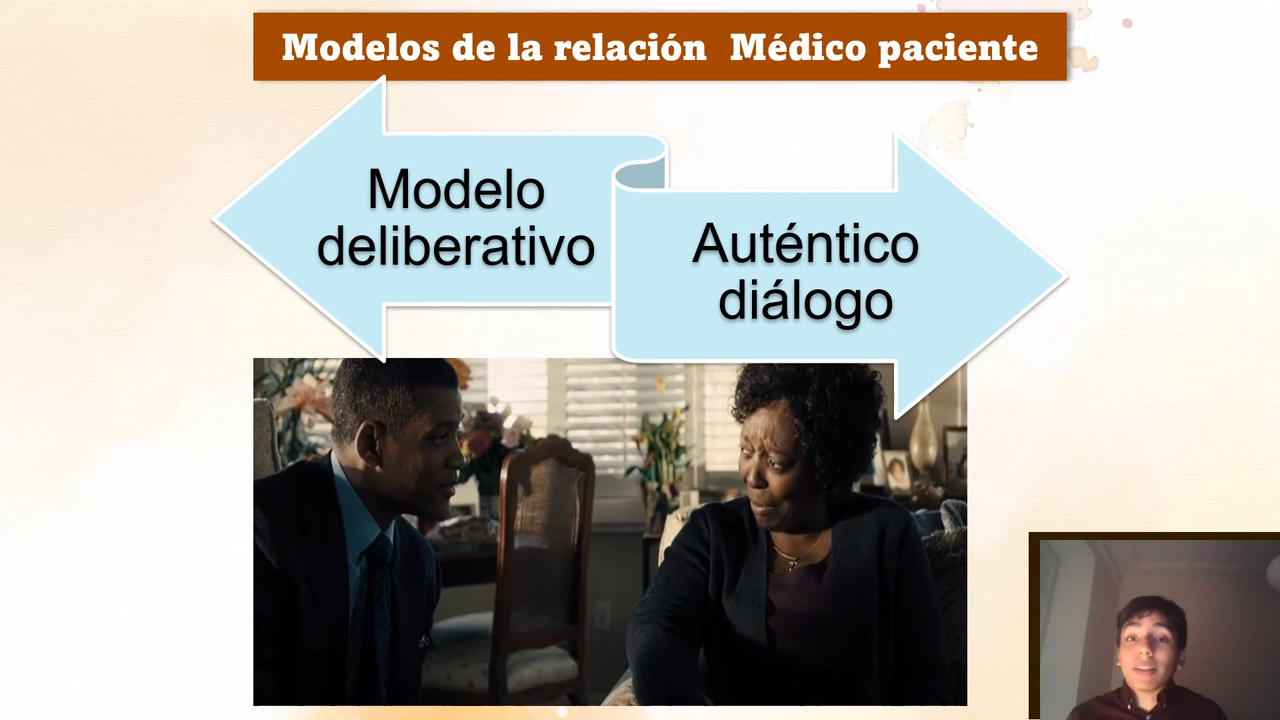 Modelos de la relación Médico paciente
Modelo
deliberativo
Auténtico
diálogo